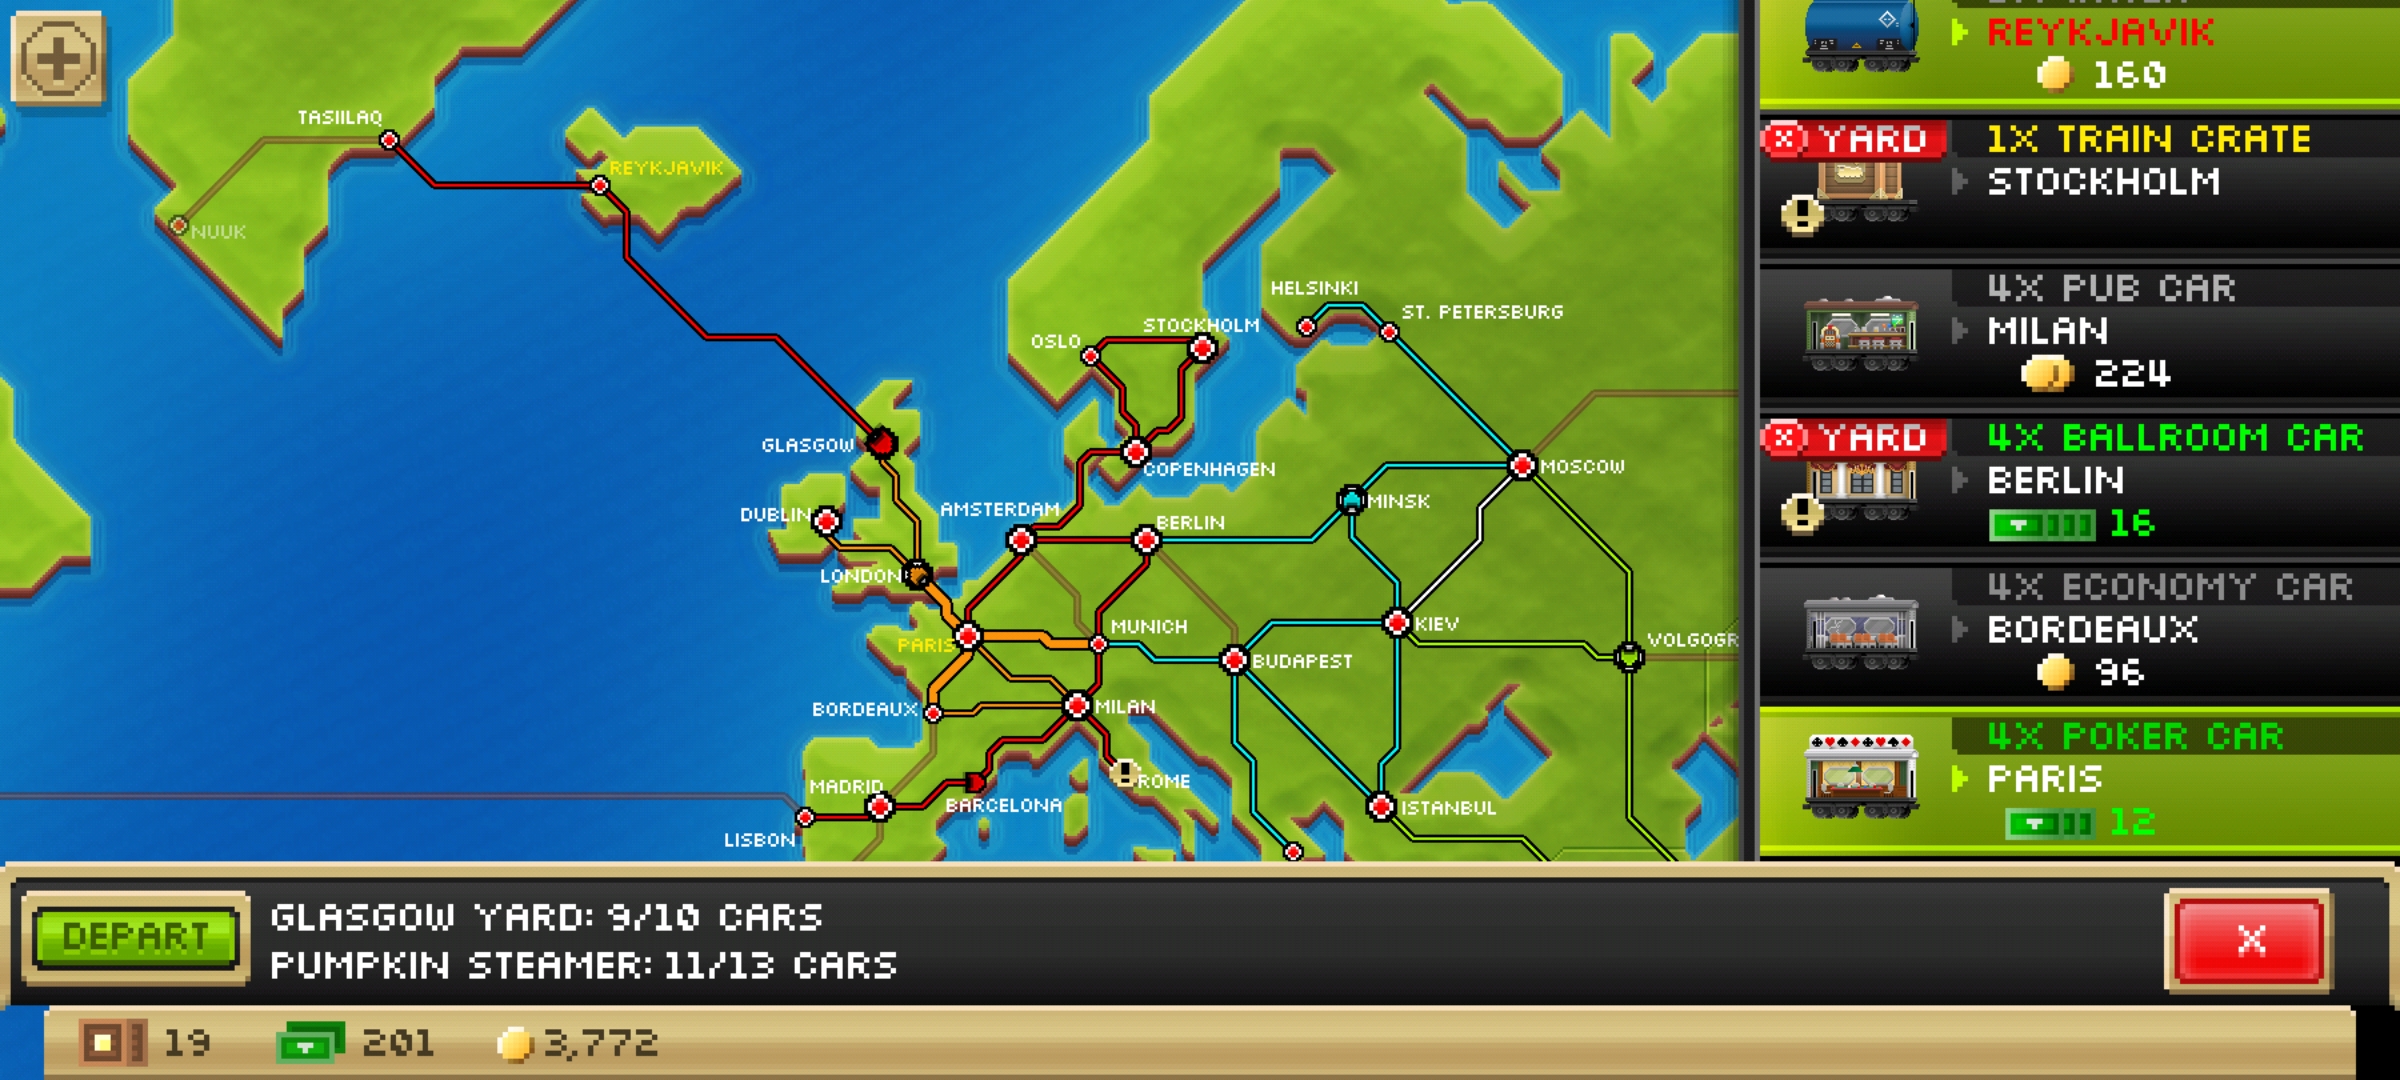 TASIILAQ
REYKJAVIK
NUUK
HELSINKI
ST. PETERSBURG
STOCKHOLM
OSLO
GLASGOW
COPENHAGEN
MOSCOW
AMSTERDAM
MINSK
DUBLIN
BERLIN
LONDON
MUNICH
KIEV
PARIS
VOLGOGR
BUDAPEST
BORDEAUX
MILAN
MADRID
ROME
BARCELONA
ISTANBUL
LISBON
REYKJAVIK
160
YARD
1X TRAIN CRATE
STOCKHOLM
4X PUB CAR
MILAN
224
YARD
4X BALLROOM CAR
BERLIN
16
4X ECONOMY CAR
BORDEAUX
96
4X POKER CAR
PARIS
12
DEPART
GLASGOW YARD: 9/10 CARS
PUMPKIN STEAMER: 11/13 CARS
X
19
201
3,772